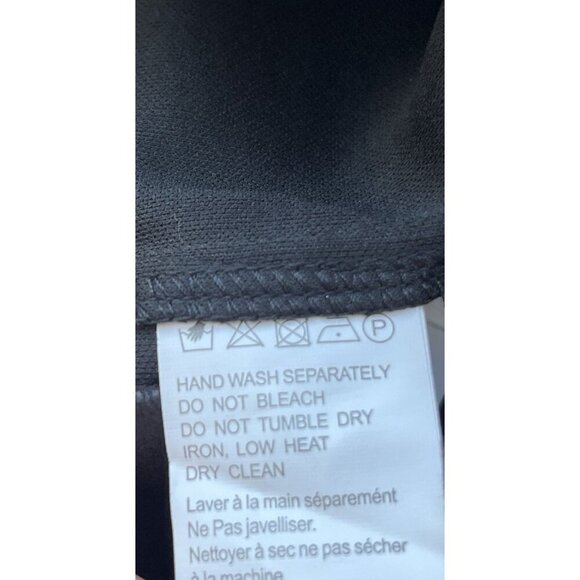 P
HAND WASH SEPARATELY
DO NOT BLEACH
DO NOT TUMBLE DRY
IRON, LOW HEAT
DRY CLEAN
Laver à la main séparemént
Ne Pas javelliser.
Nettoyer à sec ne pas sécher
à la machine